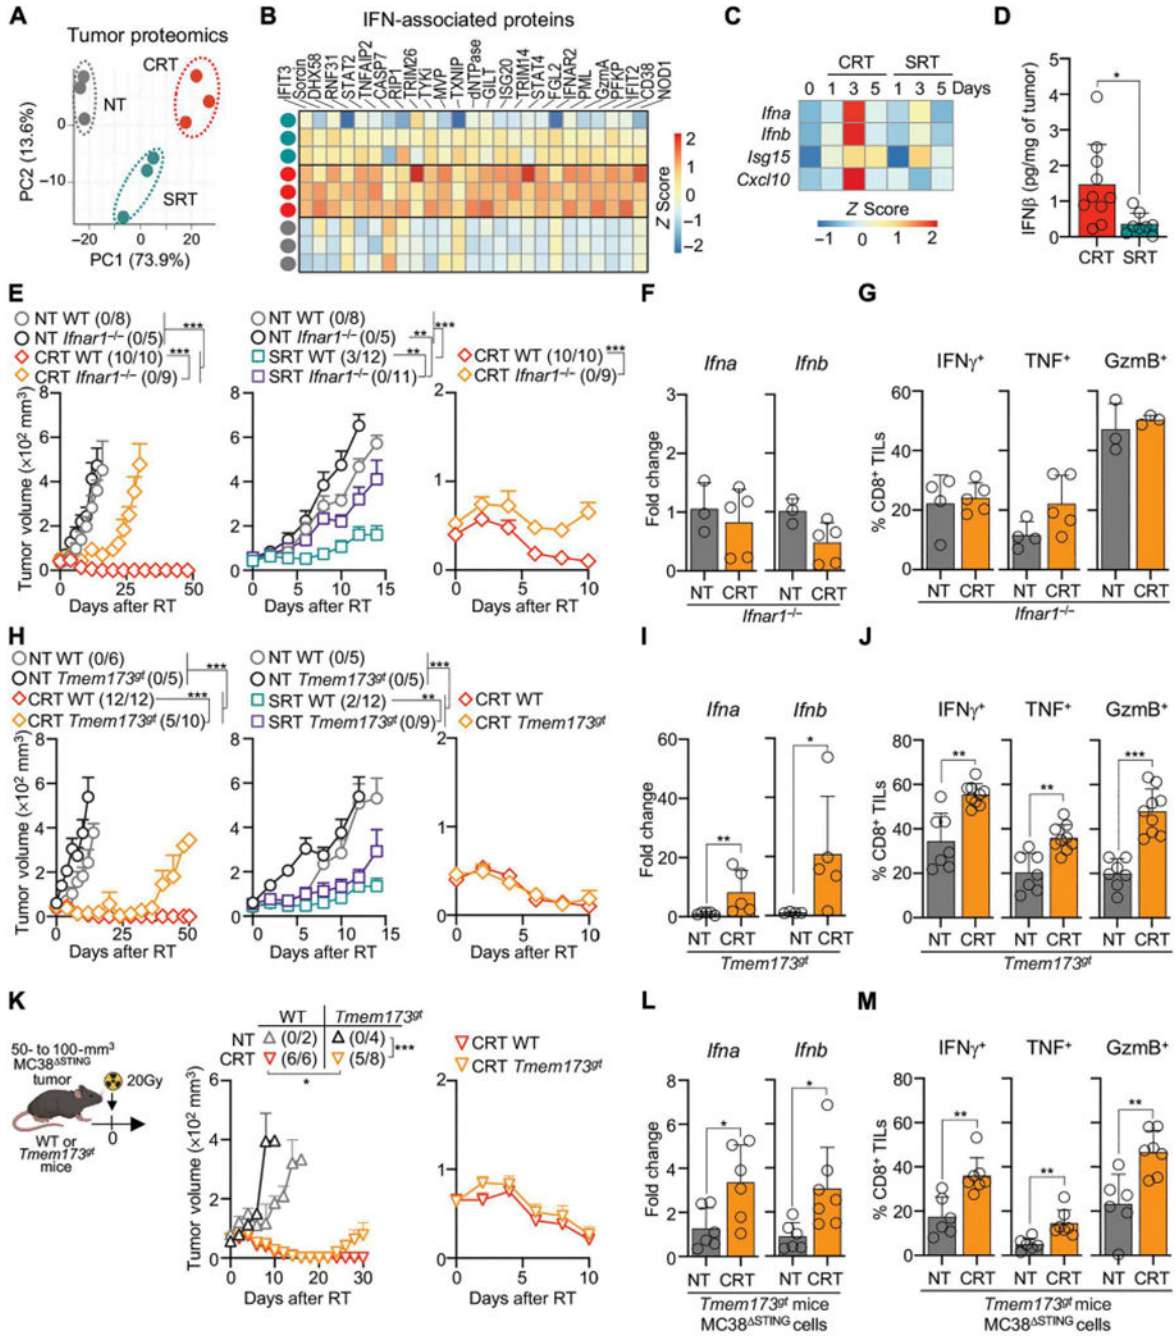 A
Tumor proteomics
CRT
NT
SRT
PC2 (13.6%)
0
−10
−20
0
20
PC1 (73.9%)
B
IFN-associated proteins
IFIT3
Sorcin
DHX58
RNF31
STAT2
TNFAIP2
CASP7
RIP1
TRIM26
TYKi
MVP
TXNIP
dNTPase
GILT
ISG20
TRIM14
STAT4
FGL2
IFNAR2
PML
GzmA
PFKP
IFIT2
CD38
NOD1
2
1
0
−1
−2
Z Score
C
CRT SRT
0 1 3 5 1 3 5 Days
Ifna
Ifnb
Isg15
Cxcl10
Z Score
−1 1 2
D
IFNβ (pg/mg of tumor)
5
4
3
2
1
0
*
CRT SRT
E
NT WT (0/8)
NT Ifnar1−/− (0/5)
CRT WT (10/10)
CRT Ifnar1−/− (0/9)
***
***
Tumor volume (×10² mm³)
8
6
4
2
0
0 25 50
Days after RT
NT WT (0/8)
NT Ifnar1−/− (0/5)
SRT WT (3/12)
SRT Ifnar1−/− (0/11)
**
**
***
8
6
4
2
0
0 5 10 15
Days after RT
CRT WT (10/10)
CRT Ifnar1−/− (0/9)
***
2
1
0
0 5 10
Days after RT
F
Ifna Ifnb
Fold change
3
2
1
0
NT CRT NT CRT
Ifnar1−/−
G
IFNγ+ TNF+ GzmB+
% CD8+ TILs
60
40
20
0
NT CRT NT CRT NT CRT
Ifnar1−/−
H
NT WT (0/6)
NT Tmem173gt (0/5)
CRT WT (12/12)
CRT Tmem173gt (5/10)
***
***
Tumor volume (×10² mm³)
8
6
4
2
0
0 25 50
Days after RT
NT WT (0/5)
NT Tmem173gt (0/5)
SRT WT (2/12)
SRT Tmem173gt (0/9)
***
**
8
6
4
2
0
0 5 10 15
Days after RT
CRT WT
CRT Tmem173gt
2
1
0
0 5 10
Days after RT
I
Ifna Ifnb
Fold change
60
40
20
0
** *
NT CRT NT CRT
Tmem173gt
J
IFNγ+ TNF+ GzmB+
% CD8+ TILs
80
60
40
20
0
** ** ***
NT CRT NT CRT NT CRT
Tmem173gt
K
50- to 100-mm³
MC38ΔSTING
tumor
20Gy
0
WT or
Tmem173gt
mice
WT Tmem173gt
NT (0/2) (0/4)
CRT (6/6) (5/8)
***
*
Tumor volume (×10² mm³)
6
4
2
0
0 10 20 30
Days after RT
CRT WT
CRT Tmem173gt
2
1
0
0 5 10
Days after RT
L
Ifna Ifnb
Fold change
8
6
4
2
0
* *
NT CRT NT CRT
Tmem173gt mice
MC38ΔSTING cells
M
IFNγ+ TNF+ GzmB+
% CD8+ TILs
80
60
40
20
0
** ** **
NT CRT NT CRT NT CRT
Tmem173gt mice
MC38ΔSTING cells